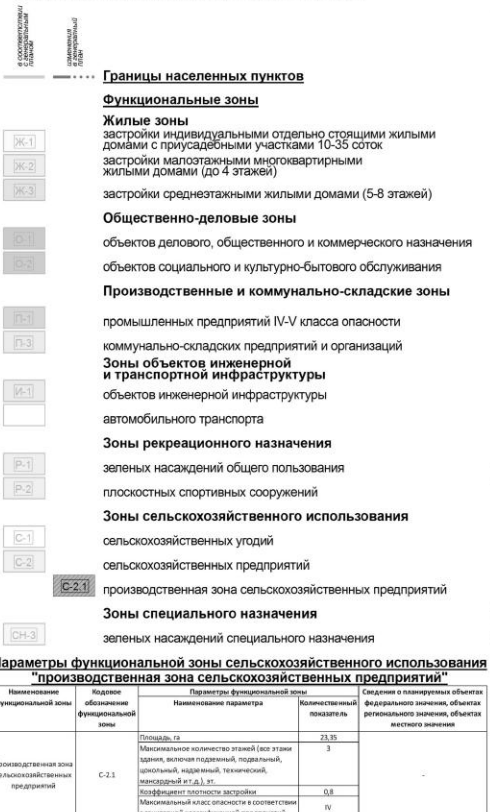 в соответствии
с генеральным
планом
изменения
в генеральный
план
Границы населенных пунктов
Функциональные зоны
Жилые зоны
Ж-1
застройки индивидуальными отдельно стоящими жилыми
домами с приусадебными участками 10-35 соток
Ж-2
застройки малоэтажными многоквартирными
жилыми домами (до 4 этажей)
Ж-3
застройки среднеэтажными жилыми домами (5-8 этажей)
Общественно-деловые зоны
О-1
объектов делового, общественного и коммерческого назначения
О-2
объектов социального и культурно-бытового обслуживания
Производственные и коммунально-складские зоны
П-1
промышленных предприятий IV-V класса опасности
П-3
коммунально-складских предприятий и организаций
Зоны объектов инженерной
и транспортной инфраструктуры
И-1
объектов инженерной инфраструктуры
автомобильного транспорта
Зоны рекреационного назначения
Р-1
зеленых насаждений общего пользования
Р-2
плоскостных спортивных сооружений
Зоны сельскохозяйственного использования
С-1
сельскохозяйственных угодий
С-2
сельскохозяйственных предприятий
С-2.1
производственная зона сельскохозяйственных предприятий
Зоны специального назначения
СН-3
зеленых насаждений специального назначения
Параметры функциональной зоны сельскохозяйственного использования
"производственная зона сельскохозяйственных предприятий"
Наименование
функциональной зоны
Кодовое
обозначение
функциональной
зоны
Параметры функциональной зоны
Наименование параметра
Количественный
показатель
Сведения о планируемых объектах
федерального значения, объектах
регионального значения, объектах
местного значения
производственная зона
сельскохозяйственных
предприятий
С-2.1
Площадь, га
23,35
Максимальное количество этажей (все этажи
здания, включая подземный, подвальный,
цокольный, надземный, технический,
мансардный и т.д.), эт.
3
Коэффициент плотности застройки
0,8
Максимальный класс опасности в соответствии
IV
-